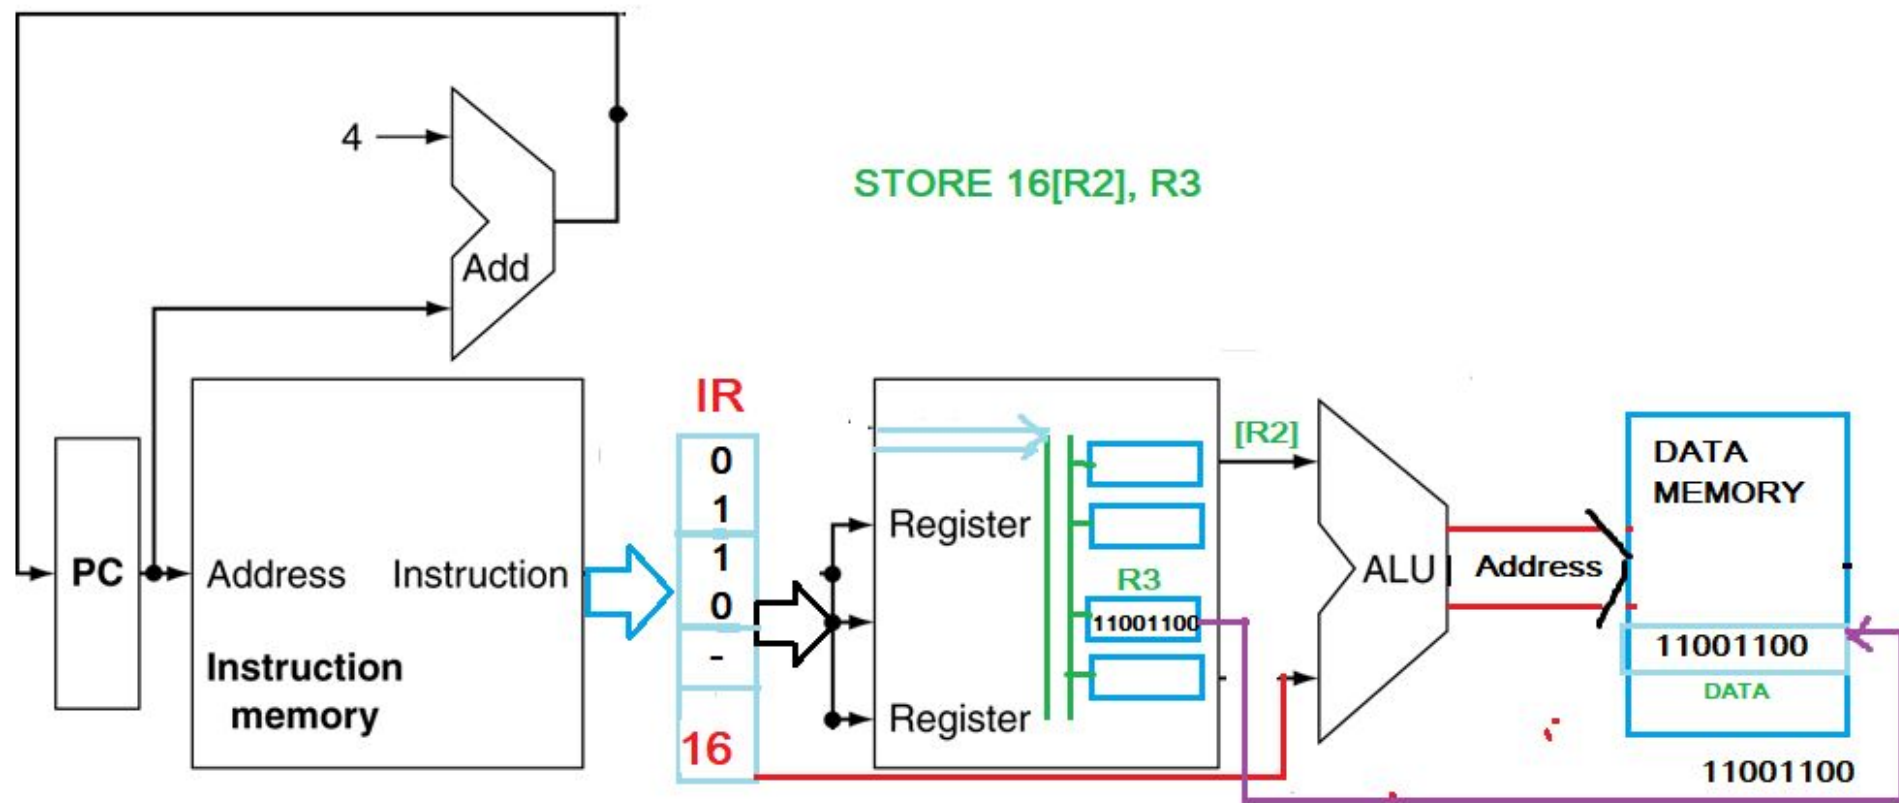 4
Add
STORE 16[R2], R3
PC
Address
Instruction
Instruction
memory
IR
0
1
1
0
-
16
Register
Register
R3
11001100
[R2]
ALU
Address
DATA
MEMORY
11001100
DATA
11001100